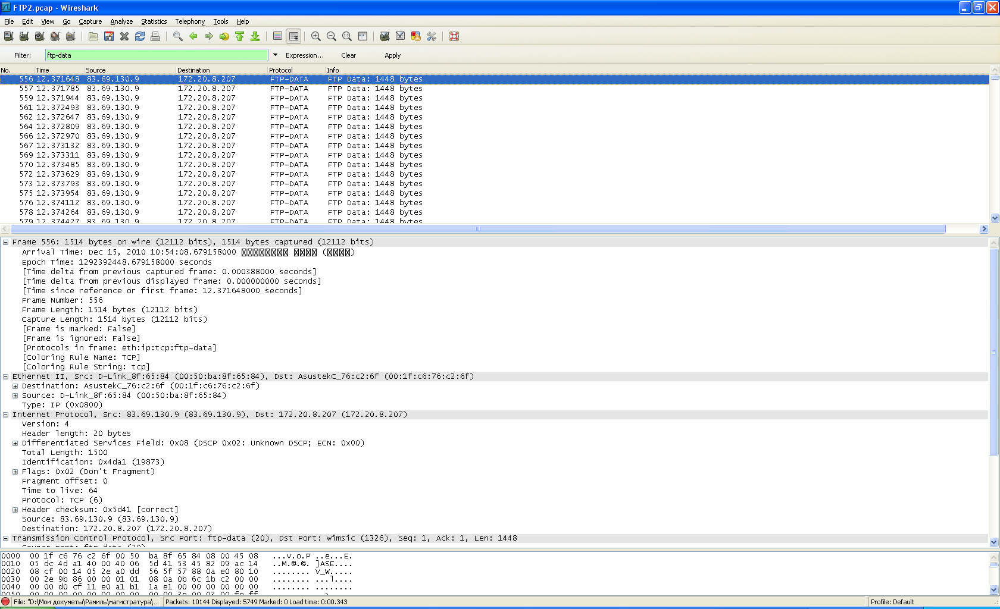 FTP2.pcap - Wireshark
File Edit View Go Capture Analyze Statistics Telephony Tools Help
Filter: ftp-data Expression... Clear Apply
No. Time Source Destination Protocol Info
556 12.371648 83.69.130.9 172.20.8.207 FTP-DATA FTP Data: 1448 bytes
557 12.371785 83.69.130.9 172.20.8.207 FTP-DATA FTP Data: 1448 bytes
559 12.371944 83.69.130.9 172.20.8.207 FTP-DATA FTP Data: 1448 bytes
561 12.372493 83.69.130.9 172.20.8.207 FTP-DATA FTP Data: 1448 bytes
562 12.372647 83.69.130.9 172.20.8.207 FTP-DATA FTP Data: 1448 bytes
564 12.372809 83.69.130.9 172.20.8.207 FTP-DATA FTP Data: 1448 bytes
566 12.372970 83.69.130.9 172.20.8.207 FTP-DATA FTP Data: 1448 bytes
567 12.373132 83.69.130.9 172.20.8.207 FTP-DATA FTP Data: 1448 bytes
569 12.373311 83.69.130.9 172.20.8.207 FTP-DATA FTP Data: 1448 bytes
570 12.373485 83.69.130.9 172.20.8.207 FTP-DATA FTP Data: 1448 bytes
572 12.373629 83.69.130.9 172.20.8.207 FTP-DATA FTP Data: 1448 bytes
573 12.373793 83.69.130.9 172.20.8.207 FTP-DATA FTP Data: 1448 bytes
575 12.373954 83.69.130.9 172.20.8.207 FTP-DATA FTP Data: 1448 bytes
576 12.374112 83.69.130.9 172.20.8.207 FTP-DATA FTP Data: 1448 bytes
578 12.374264 83.69.130.9 172.20.8.207 FTP-DATA FTP Data: 1448 bytes
579 12.374427 83.69.130.9 172.20.8.207 FTP-DATA FTP Data: 1448 bytes
Frame 556: 1514 bytes on wire (12112 bits), 1514 bytes captured (12112 bits)
Arrival Time: Dec 15, 2010 10:54:08.679158000
Epoch Time: 1292392448.679158000 seconds
[Time delta from previous captured frame: 0.000388000 seconds]
[Time delta from previous displayed frame: 0.000000000 seconds]
[Time since reference or first frame: 12.371648000 seconds]
Frame Number: 556
Frame Length: 1514 bytes (12112 bits)
Capture Length: 1514 bytes (12112 bits)
[Frame is marked: False]
[Frame is ignored: False]
[Protocols in frame: eth:ip:tcp:ftp-data]
[Coloring Rule Name: TCP]
[Coloring Rule String: tcp]
Ethernet II, Src: D-Link_8f:65:84 (00:50:ba:8f:65:84), Dst: AsustekC_76:c2:6f (00:1f:c6:76:c2:6f)
Destination: AsustekC_76:c2:6f (00:1f:c6:76:c2:6f)
Source: D-Link_8f:65:84 (00:50:ba:8f:65:84)
Type: IP (0x0800)
Internet Protocol, Src: 83.69.130.9 (83.69.130.9), Dst: 172.20.8.207 (172.20.8.207)
Version: 4
Header length: 20 bytes
Differentiated Services Field: 0x08 (DSCP 0x02: Unknown DSCP; ECN: 0x00)
Total Length: 1500
Identification: 0x4da1 (19873)
Flags: 0x02 (Don't Fragment)
Fragment offset: 0
Time to live: 64
Protocol: TCP (6)
Header checksum: 0x5d41 [correct]
Source: 83.69.130.9 (83.69.130.9)
Destination: 172.20.8.207 (172.20.8.207)
Transmission Control Protocol, Src Port: ftp-data (20), Dst Port: wimsic (1326), Seq: 1, Ack: 1, Len: 1448
Source port: ftp-data (20)
0000 00 1f c6 76 c2 6f 00 50 ba 8f 65 84 08 00 45 08 ...v.o.P ..e...E.
0010 05 dc 4d a1 40 00 40 06 5d 41 53 45 82 09 ac 14 ..M.@.@. ]ASE....
0020 08 cf 00 14 05 2e a0 dd 56 5f 57 88 0a e0 80 10 ........ V_W.....
0030 00 2e 9b 86 00 00 01 01 08 0a 0b 6c 1b c2 00 00 ........ ...l....
0040 00 00 d0 cf 11 e0 a1 b1 1a e1 00 00 00 00 00 00 ........ ........
0050 00 00 00 00 00 00 00 00 00 00 3e 00 03 00 fe ff
File: "D:\Мои докуметы\Рамиль\магистратура\... Packets: 10144 Displayed: 5749 Marked: 0 Load time: 0:00.343 Profile: Default